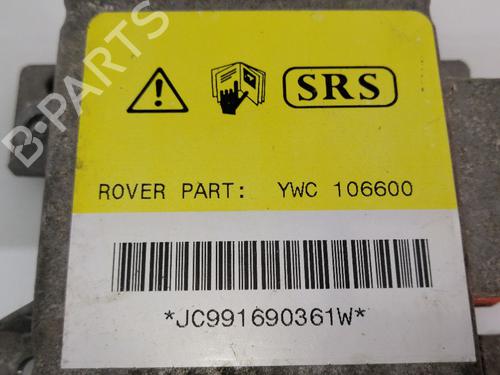 B-PARTS
SRS
ROVER PART: YWC 106600
*JC991690361W*